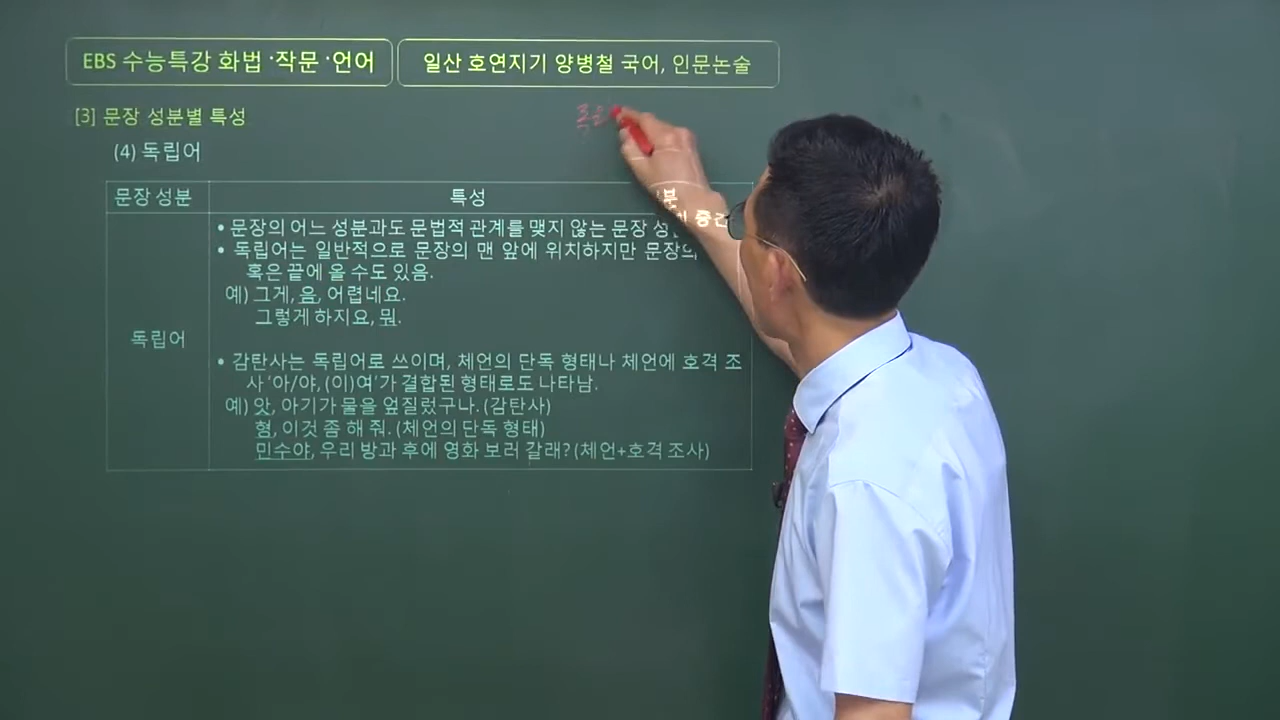 EBS 수능특강 화법·작문·언어
일산 호연지기 양병철 국어, 인문논술
[3] 문장 성분별 특성
(4) 독립어
문장 성분
특성
독립어
• 문장의 어느 성분과도 문법적 관계를 맺지 않는 문장 성분
• 독립어는 일반적으로 문장의 맨 앞에 위치하지만 문장의 중간
혹은 끝에 올 수도 있음.
예) 그게, 음, 어렵네요.
그렇게 하지요, 뭐.
• 감탄사는 독립어로 쓰이며, 체언의 단독 형태나 체언에 호격 조
사 '아/야, (이)여'가 결합된 형태로도 나타남.
예) 앗, 아기가 물을 엎질렀구나. (감탄사)
형, 이것 좀 해 줘. (체언의 단독 형태)
민수야, 우리 방과 후에 영화 보러 갈래? (체언+호격 조사)